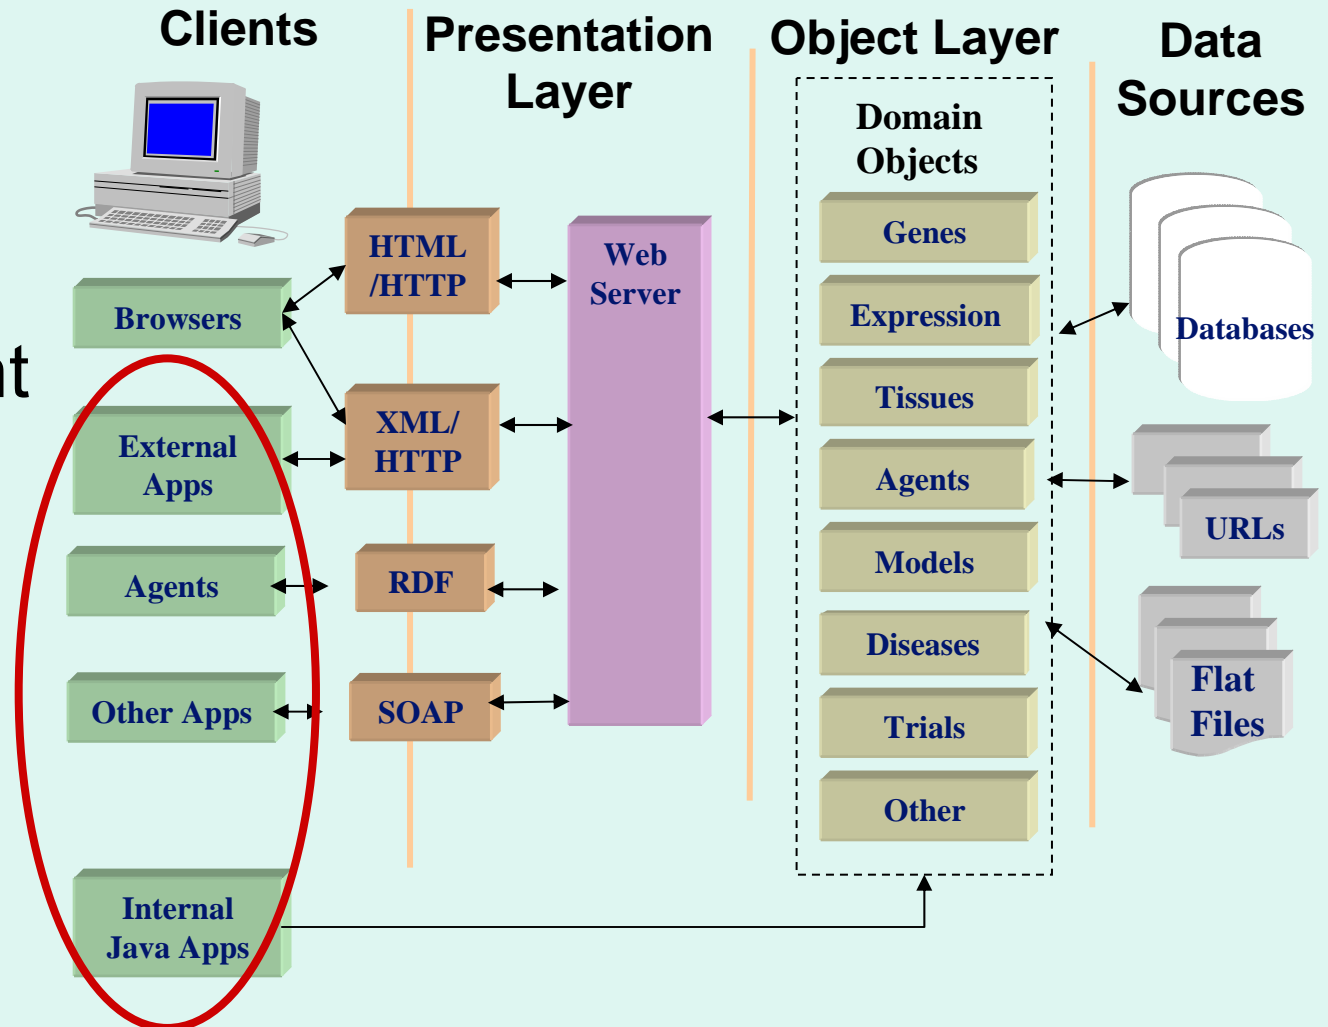 Clients
Presentation
Layer
Object Layer
Data
Sources
Domain
Objects
HTML
/HTTP
Web
Server
Genes
Browsers
Expression
Databases
nt
Tissues
External
Apps
XML/
HTTP
Agents
URLs
Agents
RDF
Models
Diseases
Other Apps
SOAP
Flat
Files
Trials
Other
Internal
Java Apps